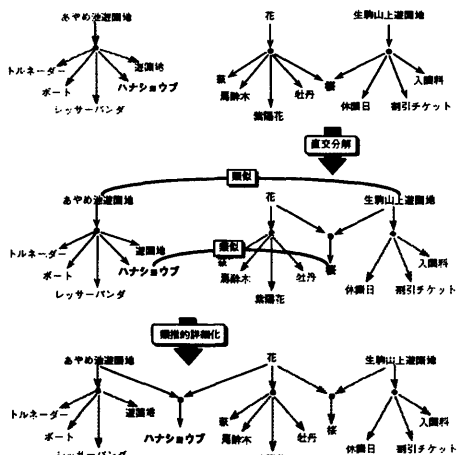 あやめ池遊園地 花 生駒山上遊園地
トルネーダー 遊園地 萩 桜 入園料
ボート ハナショウブ 馬酔木 牡丹 休園日 割引チケット
レッサーパンダ 紫陽花
直交分解
類似
あやめ池遊園地 花 生駒山上遊園地
類似
トルネーダー 遊園地 萩 桜 入園料
ボート ハナショウブ 馬酔木 牡丹 休園日 割引チケット
レッサーパンダ 紫陽花
類推的詳細化
あやめ池遊園地 花 生駒山上遊園地
トルネーダー 遊園地 萩 桜 入園料
ボート ハナショウブ 馬酔木 牡丹 休園日 割引チケット
レッサーパンダ